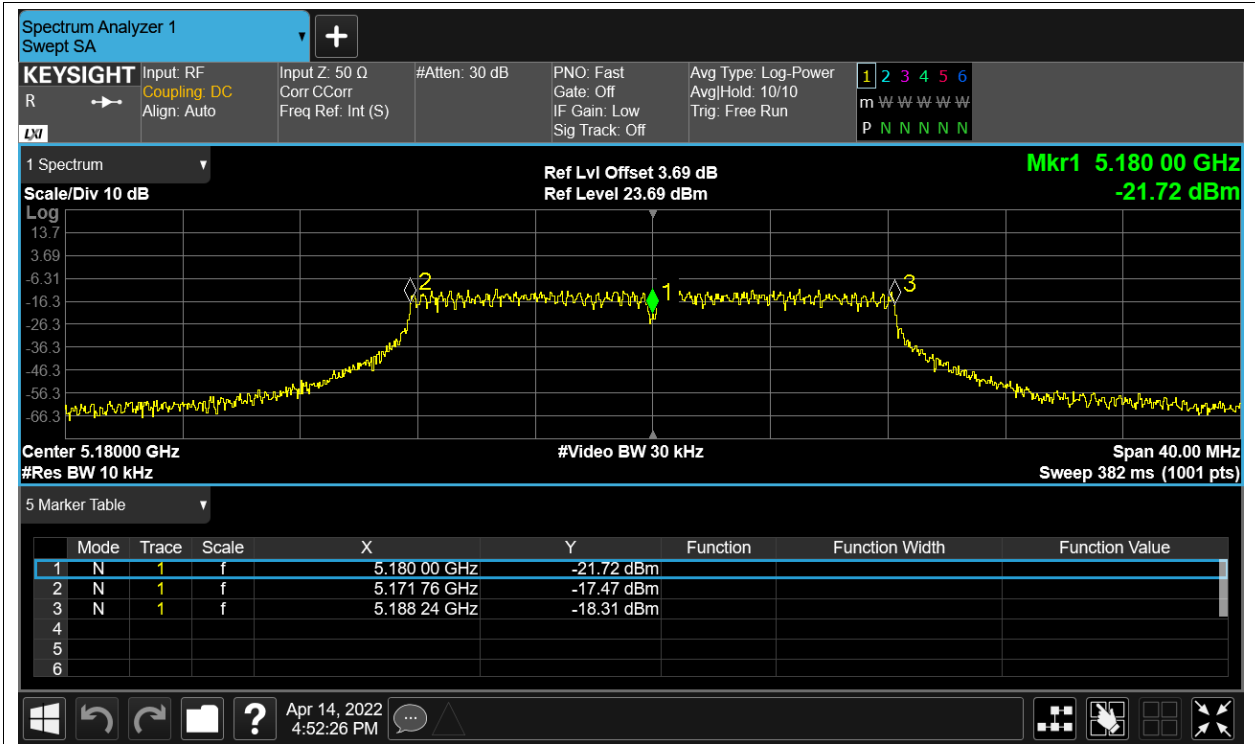 Spectrum Analyzer 1
Swept SA
+
KEYSIGHT Input: RF Input Z: 50 Ω #Atten: 30 dB PNO: Fast Avg Type: Log-Power 1 2 3 4 5 6
R Coupling: DC Corr CCorr Gate: Off Avg|Hold: 10/10 m W W W W W
Align: Auto Freq Ref: Int (S) IF Gain: Low Trig: Free Run
LXI Sig Track: Off P N N N N N
1 Spectrum Ref Lvl Offset 3.69 dB Mkr1 5.180 00 GHz
Scale/Div 10 dB Ref Level 23.69 dBm -21.72 dBm
Log
13.7
3.69
-6.31
-16.3
-26.3
-36.3
-46.3
-56.3
-66.3
2
1
3
Center 5.18000 GHz #Video BW 30 kHz Span 40.00 MHz
#Res BW 10 kHz Sweep 382 ms (1001 pts)
5 Marker Table
Mode Trace Scale X Y Function Function Width Function Value
1 N 1 f 5.180 00 GHz -21.72 dBm
2 N 1 f 5.171 76 GHz -17.47 dBm
3 N 1 f 5.188 24 GHz -18.31 dBm
4
5
6
? Apr 14, 2022
4:52:26 PM